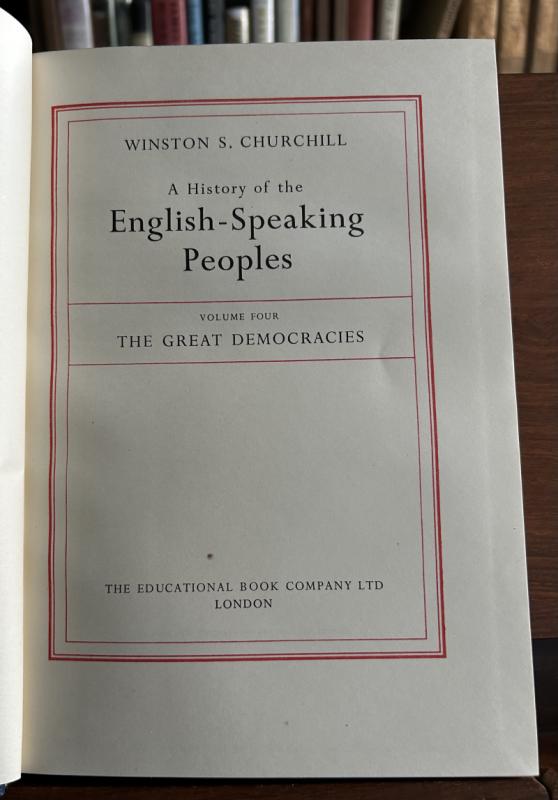 WINSTON S. CHURCHILL
A History of the
English-Speaking
Peoples
VOLUME FOUR
THE GREAT DEMOCRACIES
THE EDUCATIONAL BOOK COMPANY LTD
LONDON